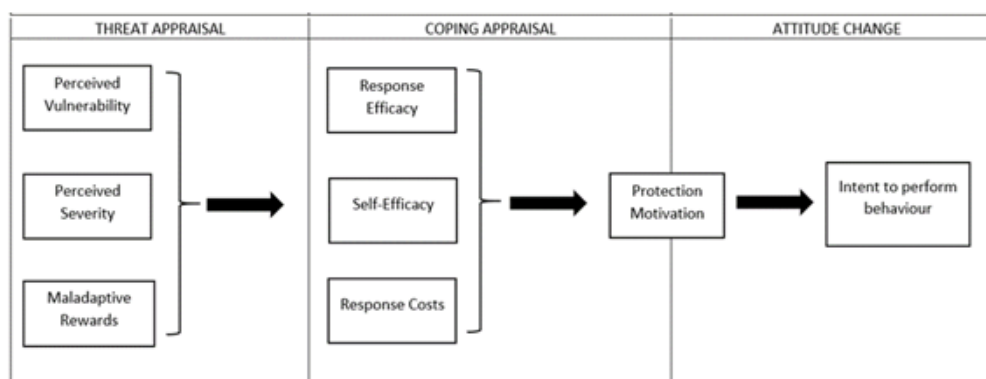 THREAT APPRAISAL
COPING APPRAISAL
ATTITUDE CHANGE
Perceived
Vulnerability
Perceived
Severity
Maladaptive
Rewards
Response
Efficacy
Self-Efficacy
Response Costs
Protection
Motivation
Intent to perform
behaviour